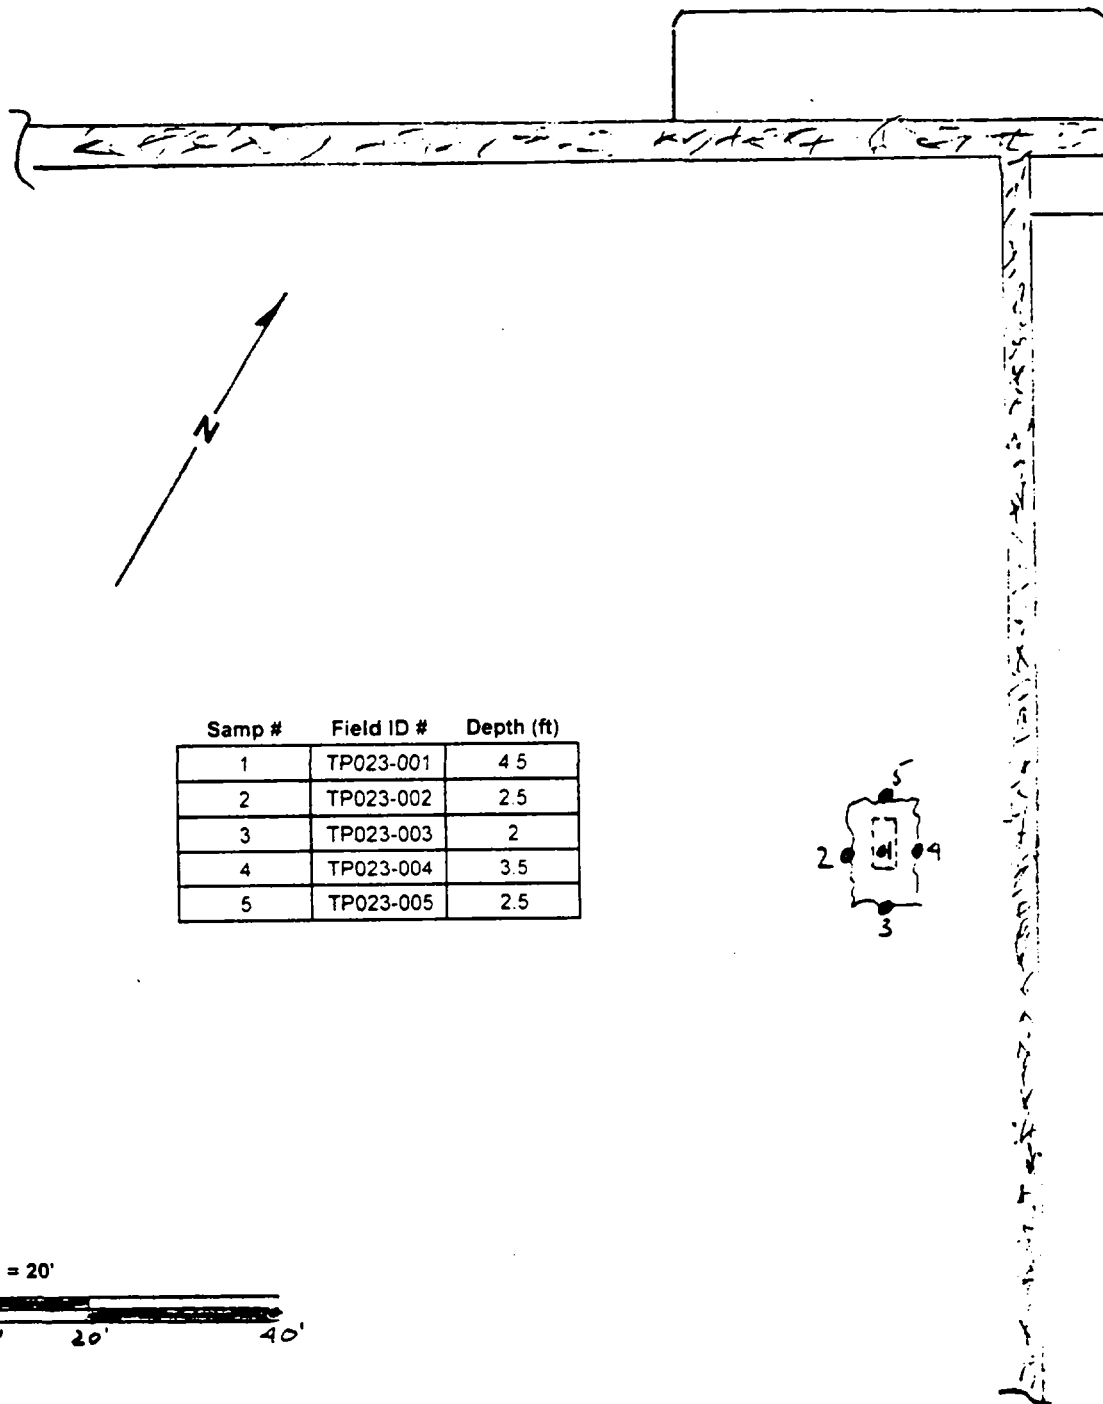 N
Samp # Field ID # Depth (ft)
1 TP023-001 4 5
2 TP023-002 2.5
3 TP023-003 2
4 TP023-004 3.5
5 TP023-005 2.5
5
2 1 4
3
= 20'
20' 40'